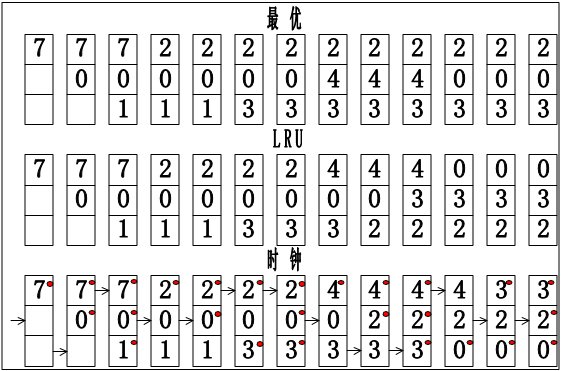 最 优
7 7 7 2 2 2 2 2 2 2 2 2 2
0 0 0 0 0 0 4 4 4 0 0 0
1 1 1 3 3 3 3 3 3 3 3
LRU
7 7 7 2 2 2 2 4 4 4 0 0 0
0 0 0 0 0 0 0 0 3 3 3 3
1 1 1 3 3 3 2 2 2 2 2
时 钟
7 7 7 2 2 2 2 4 4 4 4 3 3
0 0 0 0 0 0 0 2 2 2 2 2
1 1 1 3 3 3 3 3 0 0 0